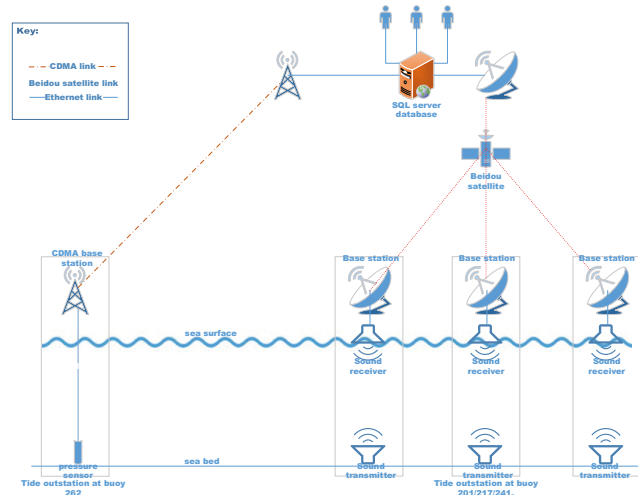 Key:
CDMA link
Beidou satellite link
Ethernet link
SQL server
database
Beidou
satellite
CDMA base
station
Base station
Base station
Base station
sea surface
Sound
receiver
Sound
receiver
Sound
receiver
sea bed
pressure
sensor
Sound
transmitter
Sound
transmitter
Sound
transmitter
Tide outstation at buoy
262
Tide outstation at buoy
201/217/241.